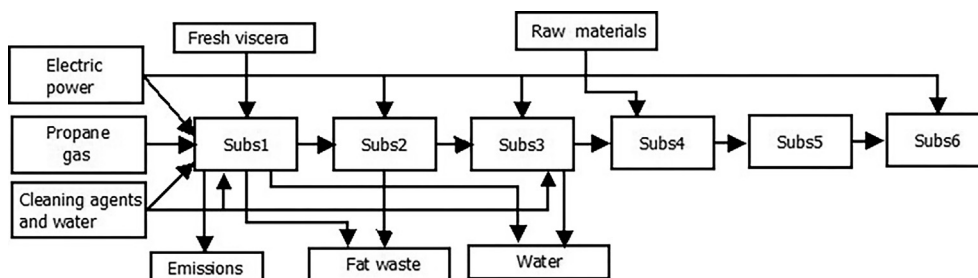 Fresh viscera
Raw materials
Electric
power
Propane
gas
Subs1
Subs2
Subs3
Subs4
Subs5
Subs6
Cleaning agents
and water
Emissions
Fat waste
Water